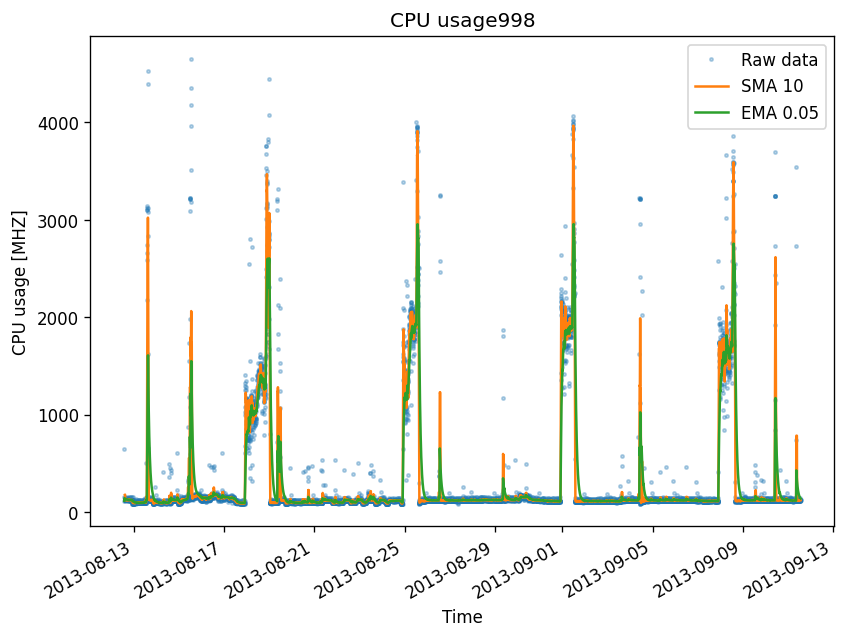 CPU usage998
Raw data
SMA 10
EMA 0.05
CPU usage [MHZ]
4000
3000
2000
1000
0
2013-08-13
2013-08-17
2013-08-21
2013-08-25
2013-08-29
2013-09-01
2013-09-05
2013-09-09
2013-09-13
Time